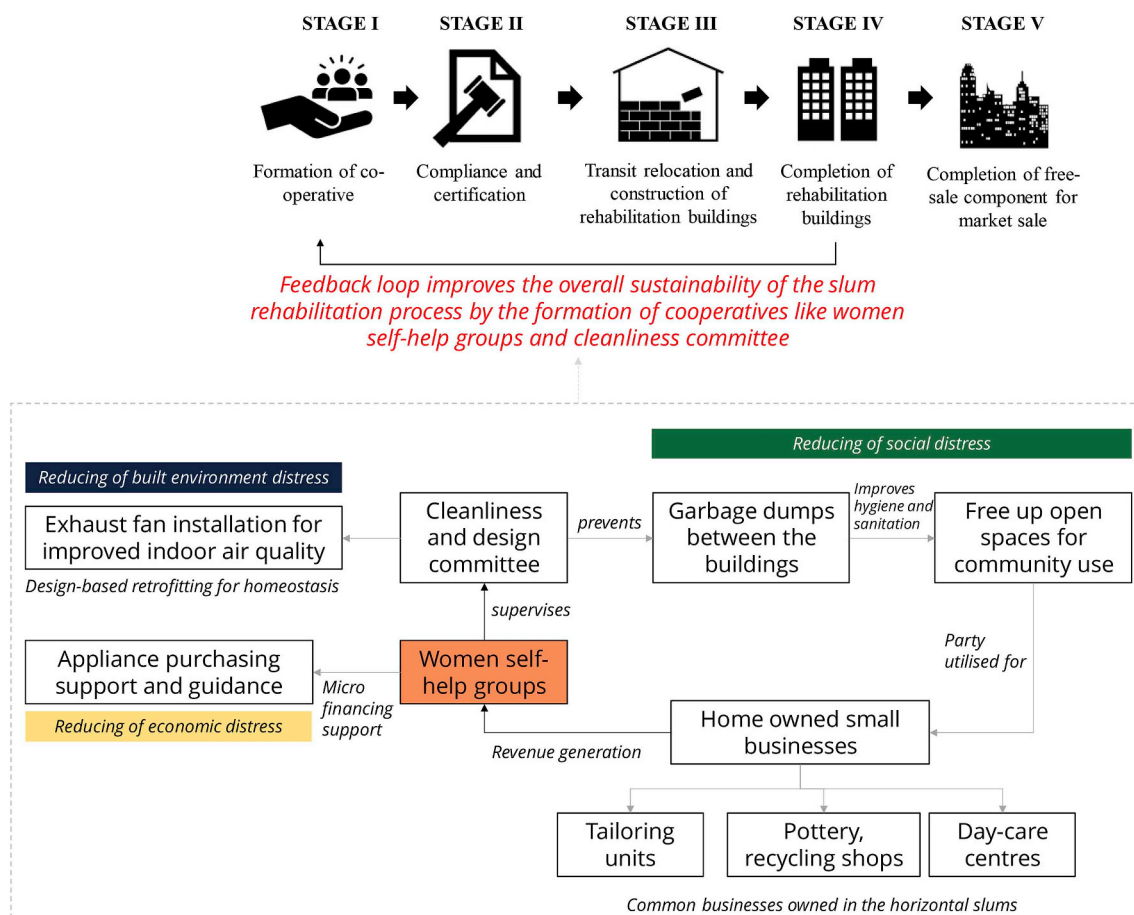 STAGE I
STAGE II
STAGE III
STAGE IV
STAGE V
Formation of co-
operative
Compliance and
certification
Transit relocation and
construction of
rehabilitation buildings
Completion of
rehabilitation
buildings
Completion of free-
sale component for
market sale
Feedback loop improves the overall sustainability of the slum
rehabilitation process by the formation of cooperatives like women
self-help groups and cleanliness committee
Reducing of social distress
Reducing of built environment distress
Exhaust fan installation for
improved indoor air quality
Design-based retrofitting for homeostasis
Cleanliness
and design
committee
prevents
Garbage dumps
between the
buildings
Improves
hygiene and
sanitation
Free up open
spaces for
community use
supervises
Appliance purchasing
support and guidance
Reducing of economic distress
Micro
financing
support
Women self-
help groups
Party
utilised for
Revenue generation
Home owned small
businesses
Tailoring
units
Pottery,
recycling shops
Day-care
centres
Common businesses owned in the horizontal slums